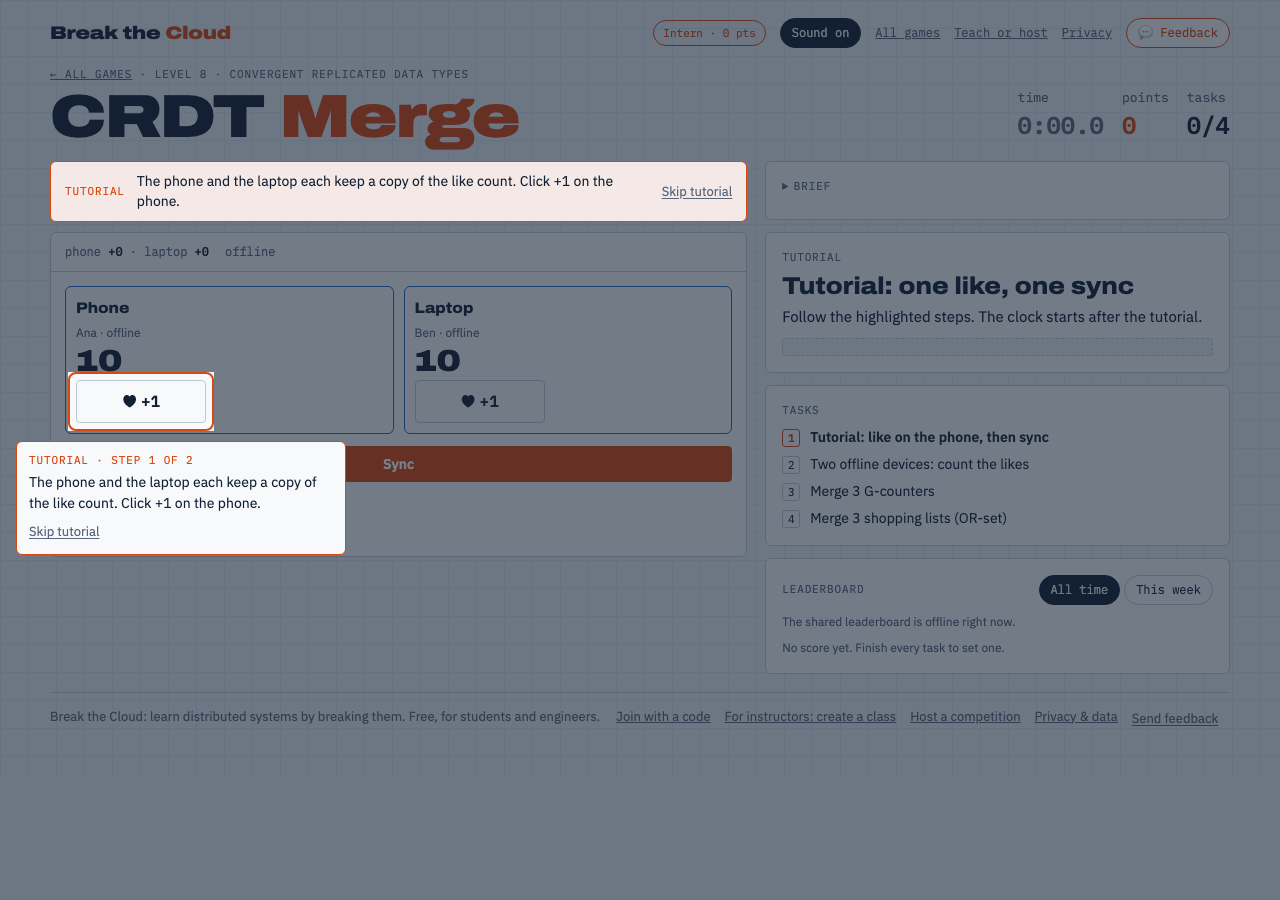 Break the Cloud
Intern · 0 pts
Sound on
All games
Teach or host
Privacy
💬 Feedback
← ALL GAMES · LEVEL 8 · CONVERGENT REPLICATED DATA TYPES
CRDT Merge
time
points
tasks
0:00.0
0
0/4
TUTORIAL
The phone and the laptop each keep a copy of the like count. Click +1 on the
phone.
Skip tutorial
▶ BRIEF
phone +0 · laptop +0 offline
Phone
Ana · offline
10
♥ +1
Laptop
Ben · offline
10
♥ +1
Sync
TUTORIAL · STEP 1 OF 2
The phone and the laptop each keep a copy of
the like count. Click +1 on the phone.
Skip tutorial
TUTORIAL
Tutorial: one like, one sync
Follow the highlighted steps. The clock starts after the tutorial.
TASKS
1 Tutorial: like on the phone, then sync
2 Two offline devices: count the likes
3 Merge 3 G-counters
4 Merge 3 shopping lists (OR-set)
LEADERBOARD
All time
This week
The shared leaderboard is offline right now.
No score yet. Finish every task to set one.
Break the Cloud: learn distributed systems by breaking them. Free, for students and engineers.
Join with a code
For instructors: create a class
Host a competition
Privacy & data
Send feedback